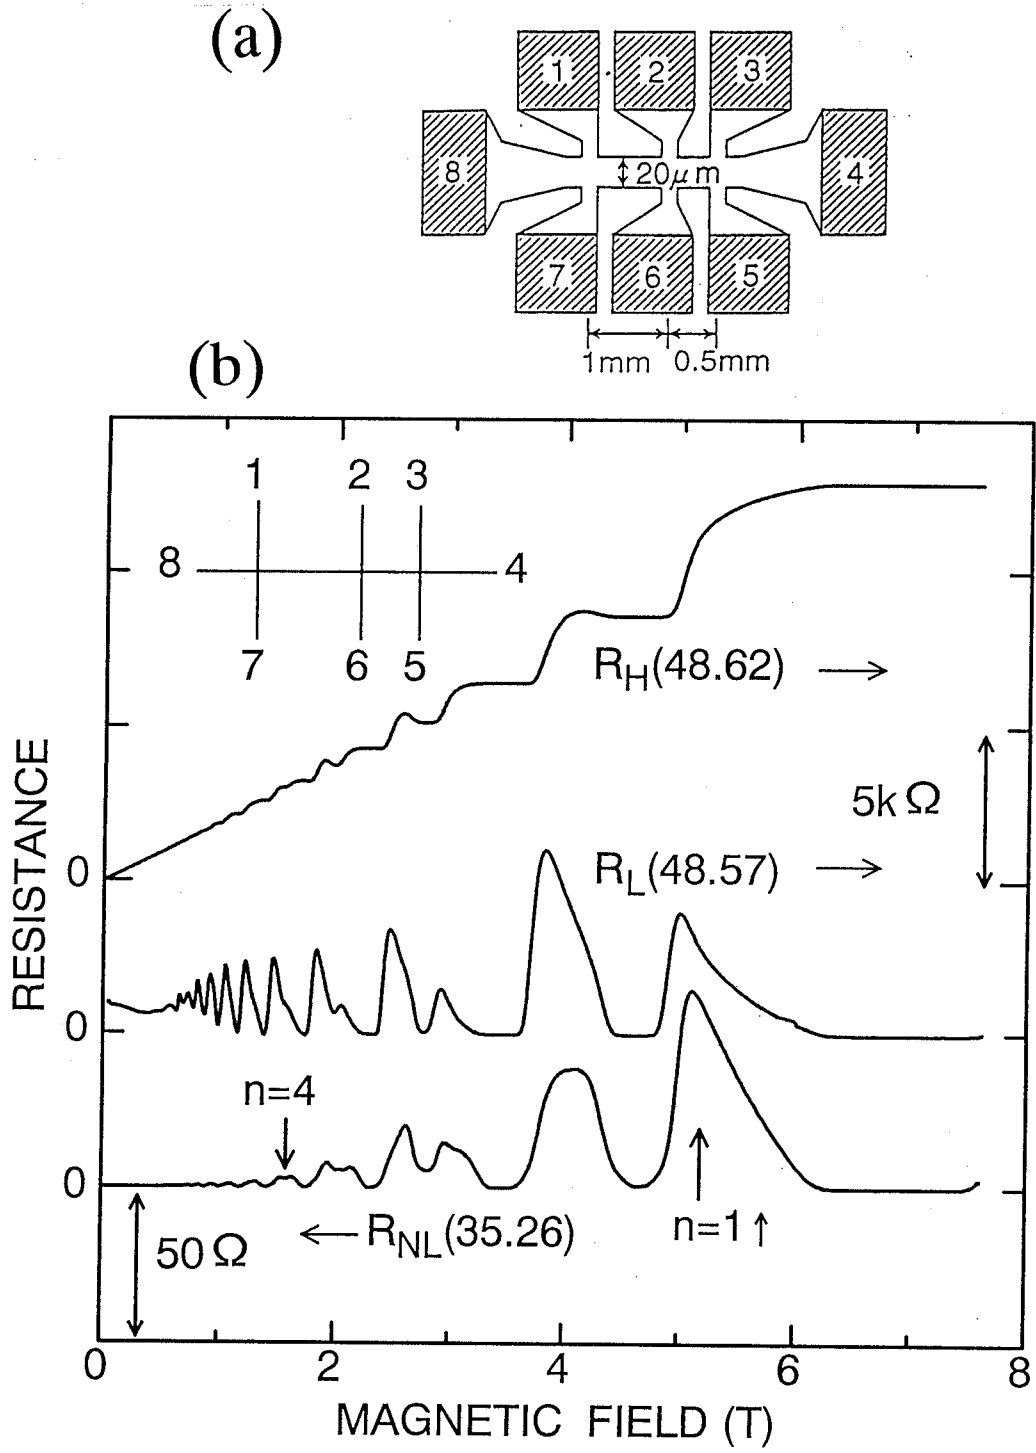 (a)
1 2 3
8 20μm 4
7 6 5
1mm 0.5mm
(b)
1 2 3
8 4
7 6 5
R_H(48.62) →
5kΩ
0
R_L(48.57) →
0
n=4
0
← R_NL(35.26)
n=1↑
50Ω
0 2 4 6 8
MAGNETIC FIELD (T)
RESISTANCE